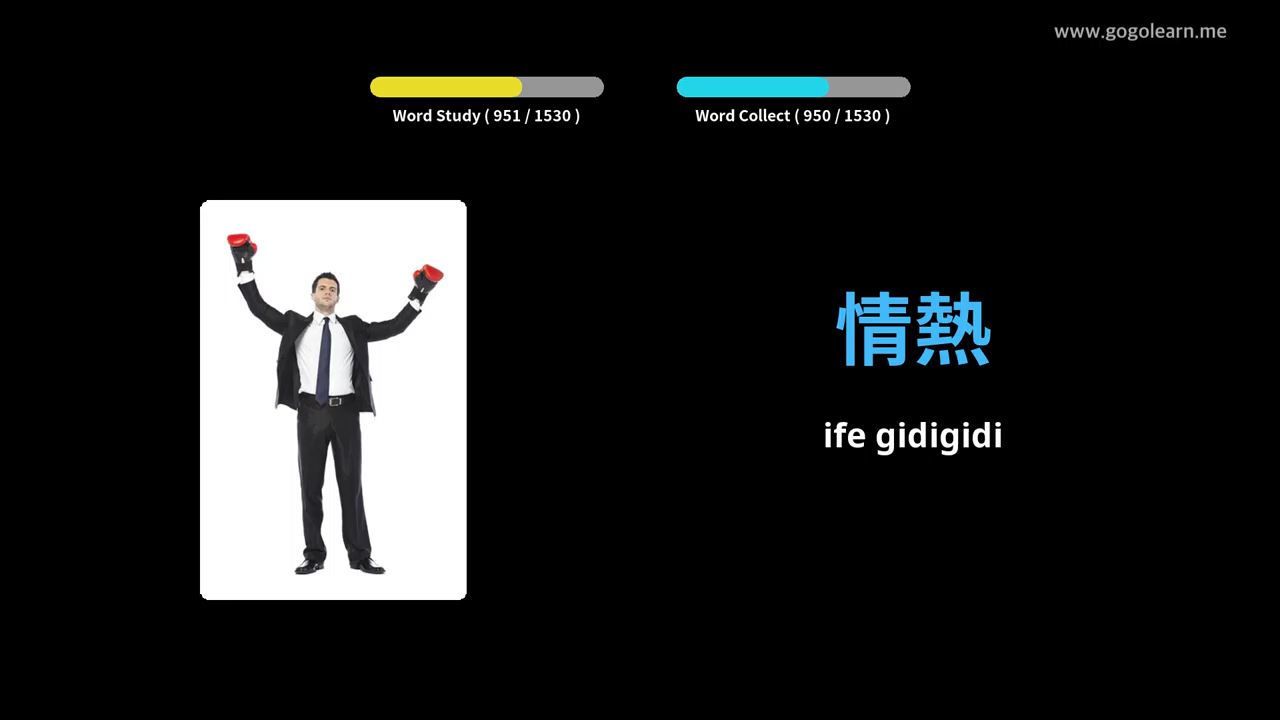 www.gogolearn.me
Word Study ( 951 / 1530 )
Word Collect ( 950 / 1530 )
情熱
ife gidigidi